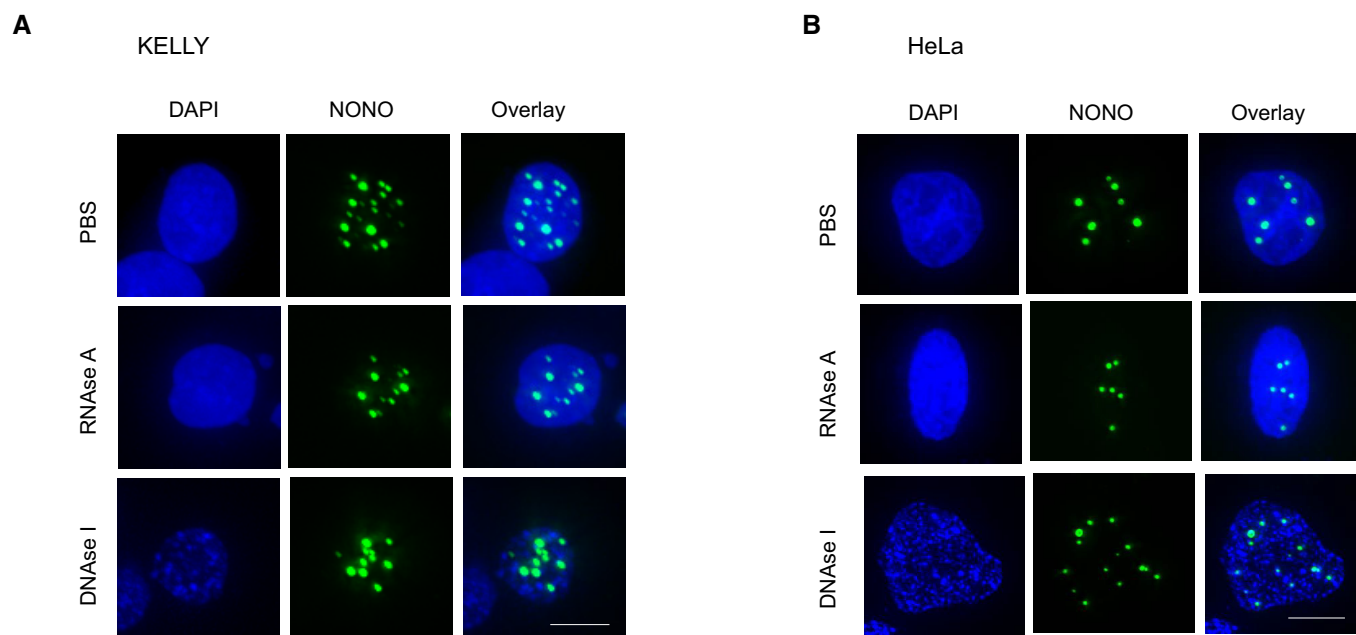 A
KELLY
DAPI NONO Overlay
PBS
RNAse A
DNAse I
B
HeLa
DAPI NONO Overlay
PBS
RNAse A
DNAse I